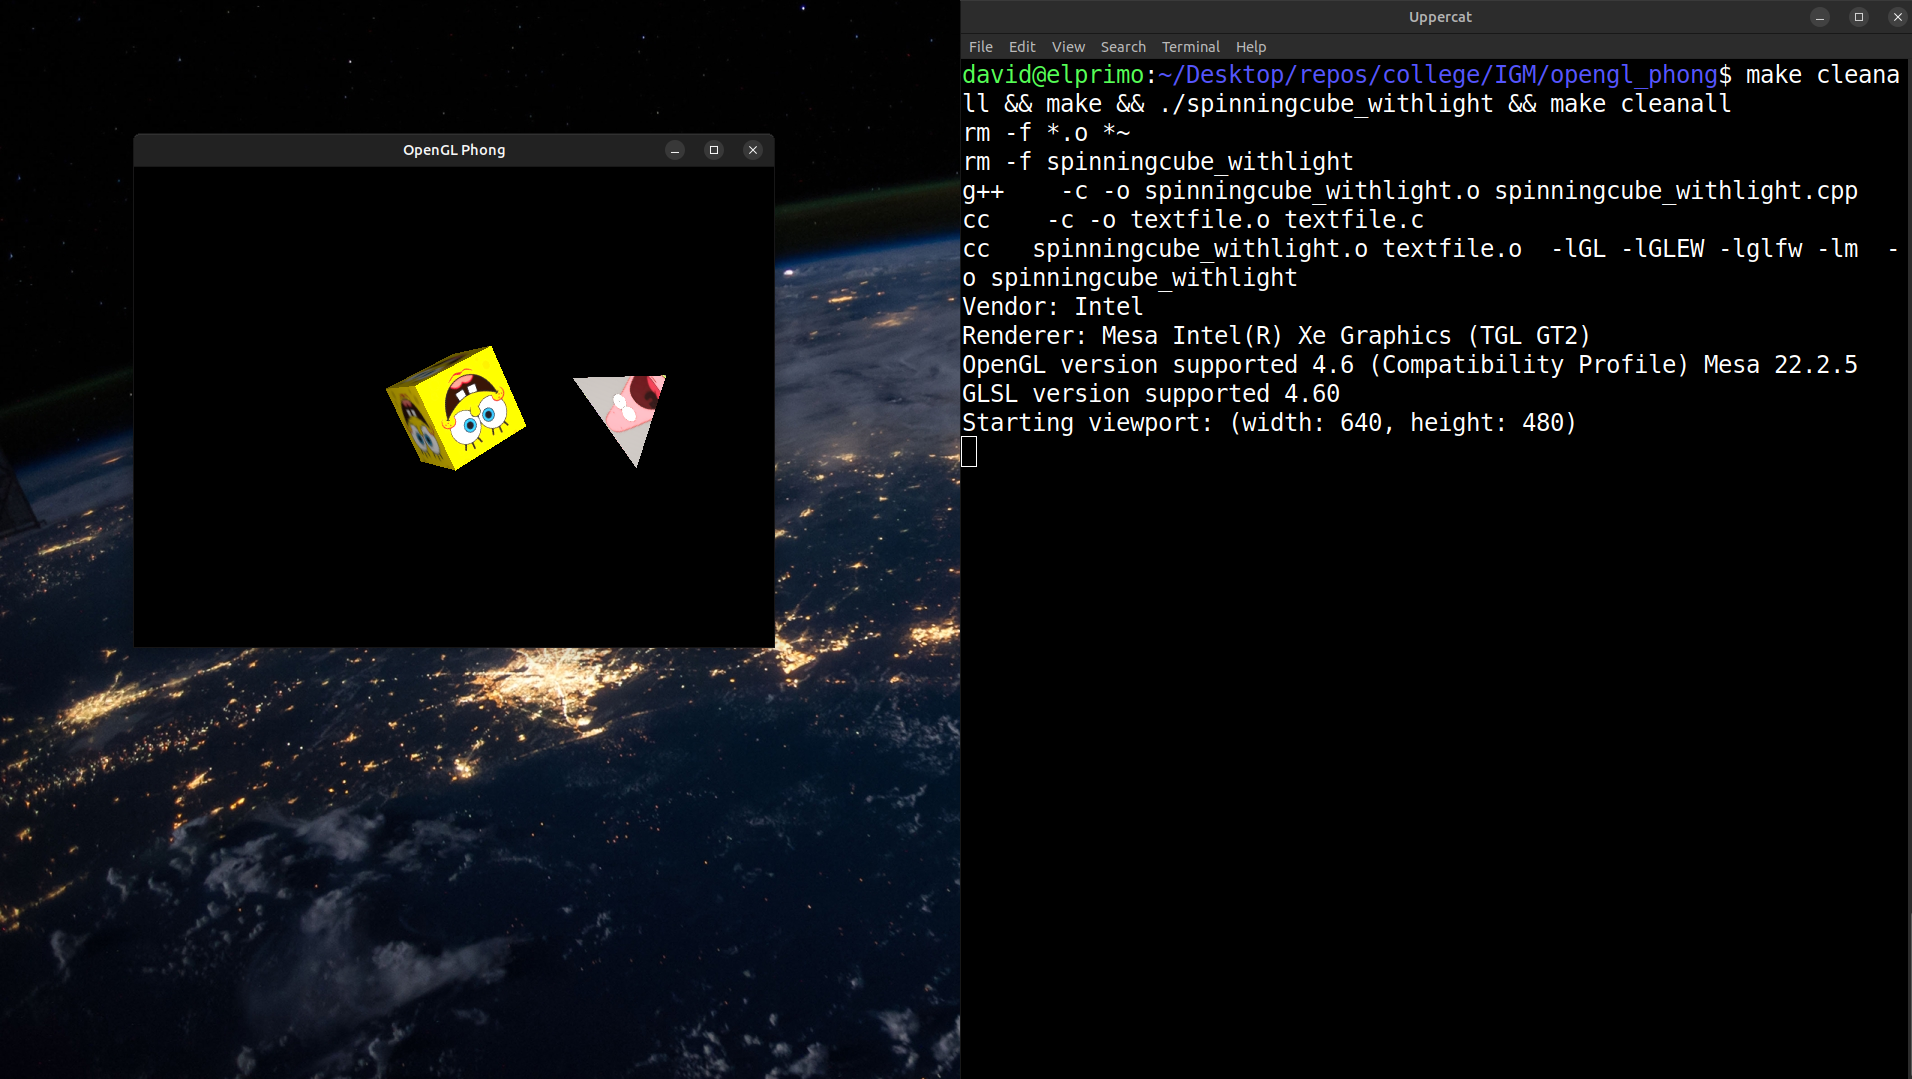 OpenGL Phong
Uppercat
File Edit View Search Terminal Help
david@elprimo:~/Desktop/repos/college/IGM/opengl_phong$ make cleana
ll && make && ./spinningcube_withlight && make cleanall
rm -f *.o *~
rm -f spinningcube_withlight
g++    -c -o spinningcube_withlight.o spinningcube_withlight.cpp
cc    -c -o textfile.o textfile.c
cc   spinningcube_withlight.o textfile.o  -lGL -lGLEW -lglfw -lm  -
o spinningcube_withlight
Vendor: Intel
Renderer: Mesa Intel(R) Xe Graphics (TGL GT2)
OpenGL version supported 4.6 (Compatibility Profile) Mesa 22.2.5
GLSL version supported 4.60
Starting viewport: (width: 640, height: 480)